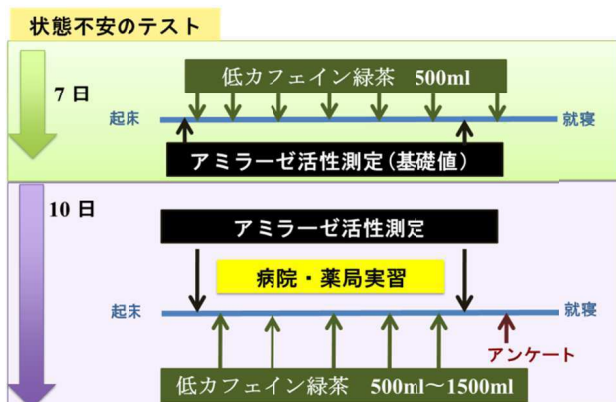 状態不安のテスト
低カフェイン緑茶 500ml
7 日
起床
就寝
アミラーゼ活性測定(基礎値)
10 日
アミラーゼ活性測定
病院・薬局実習
起床
就寝
アンケート
低カフェイン緑茶 500ml~1500ml